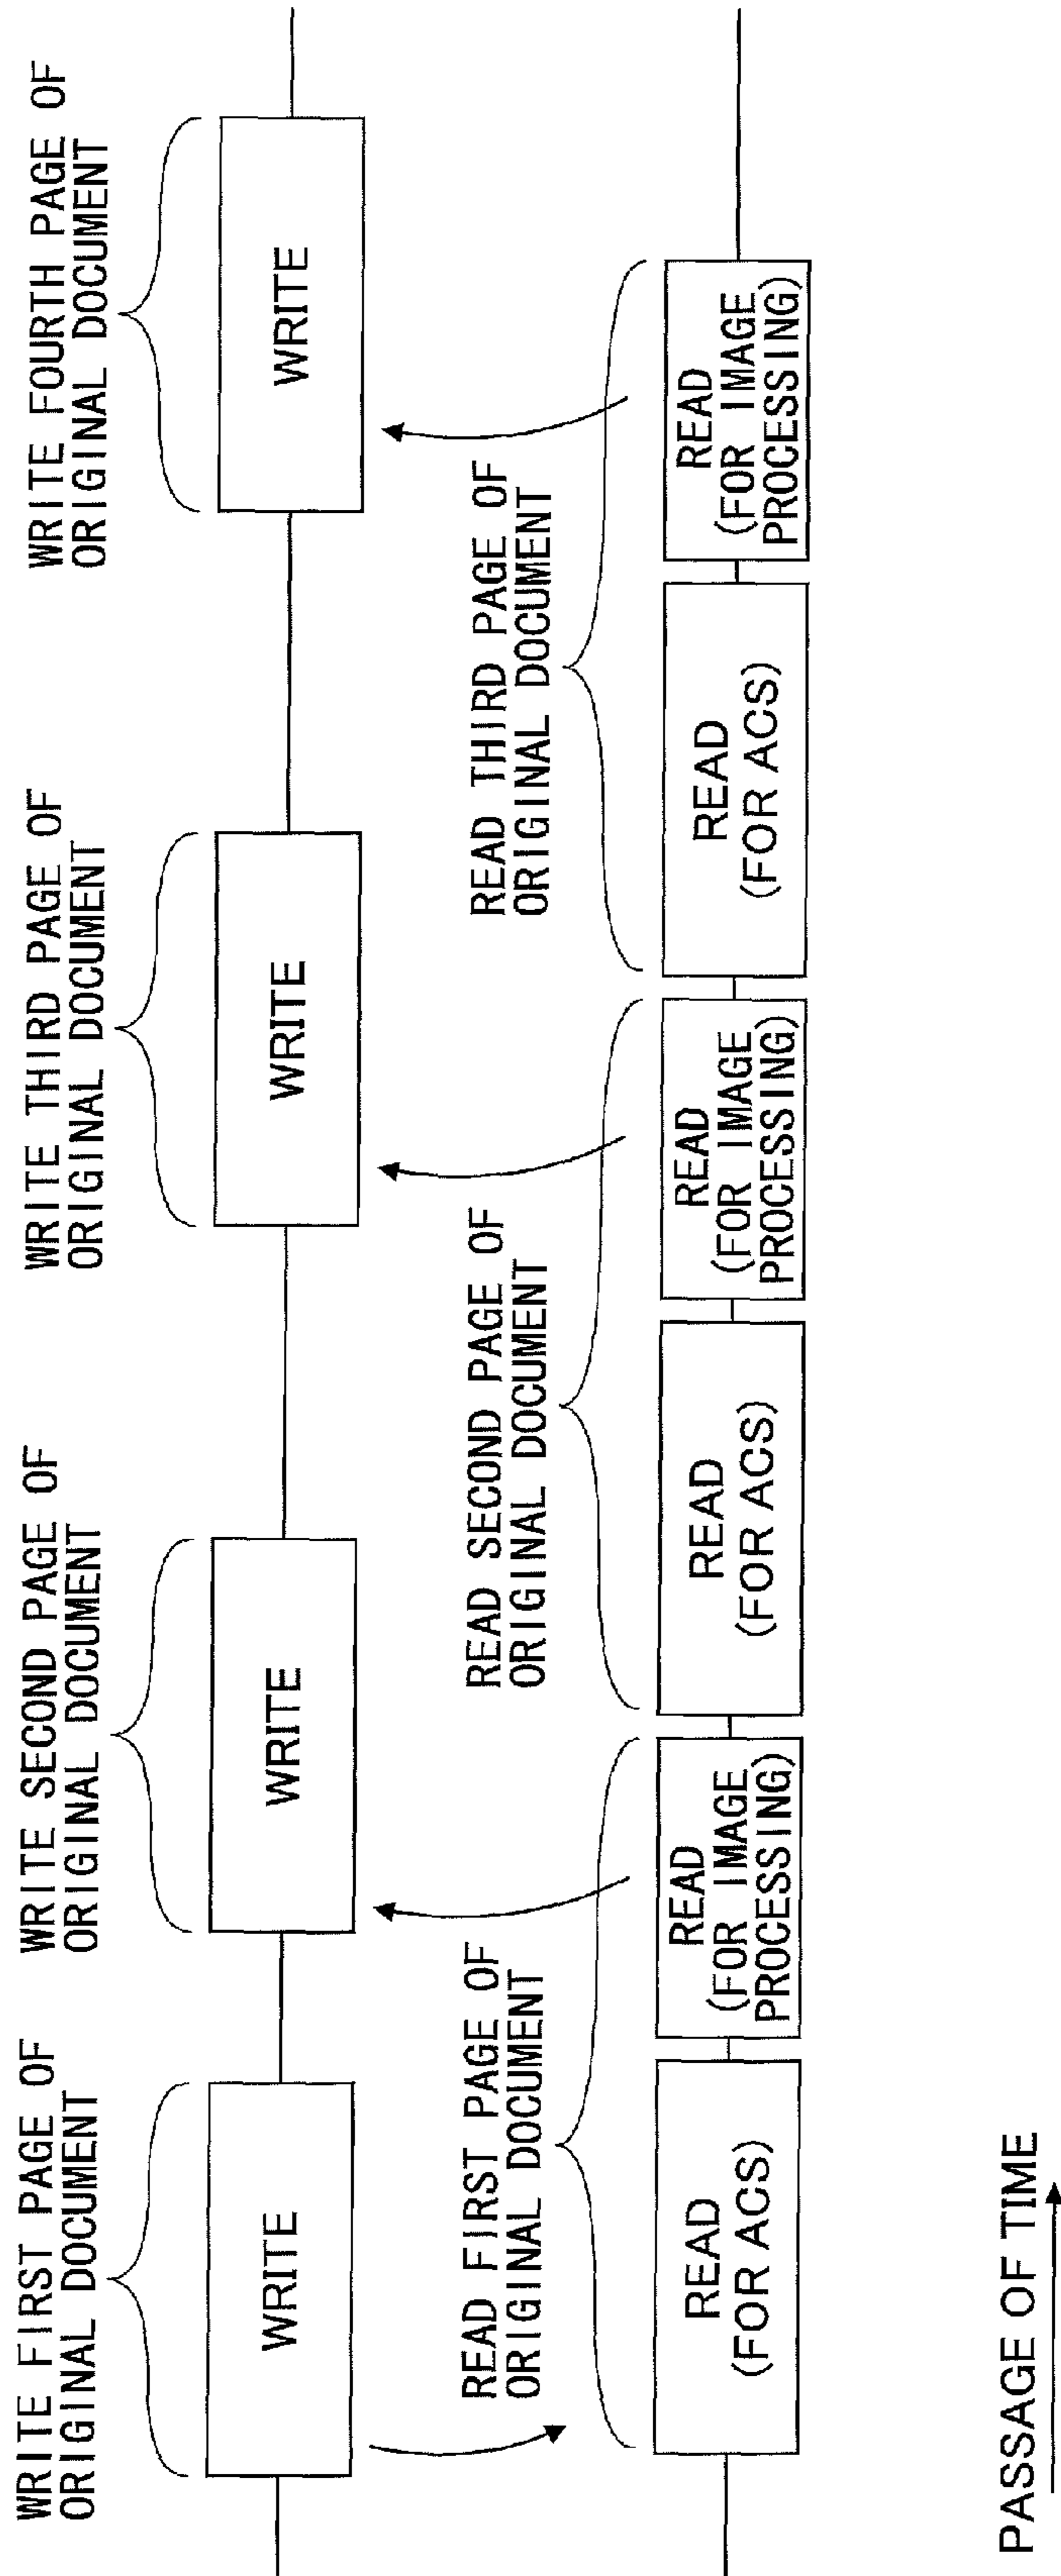 WRITE FIRST PAGE OF
ORIGINAL DOCUMENT
WRITE SECOND PAGE OF
ORIGINAL DOCUMENT
WRITE THIRD PAGE OF
ORIGINAL DOCUMENT
WRITE FOURTH PAGE OF
ORIGINAL DOCUMENT
WRITE
WRITE
WRITE
WRITE
READ FIRST PAGE OF
ORIGINAL DOCUMENT
READ SECOND PAGE OF
ORIGINAL DOCUMENT
READ THIRD PAGE OF
ORIGINAL DOCUMENT
READ
(FOR ACS)
READ
(FOR IMAGE
PROCESSING)
READ
(FOR ACS)
READ
(FOR IMAGE
PROCESSING)
READ
(FOR ACS)
READ
(FOR IMAGE
PROCESSING)
PASSAGE OF TIME